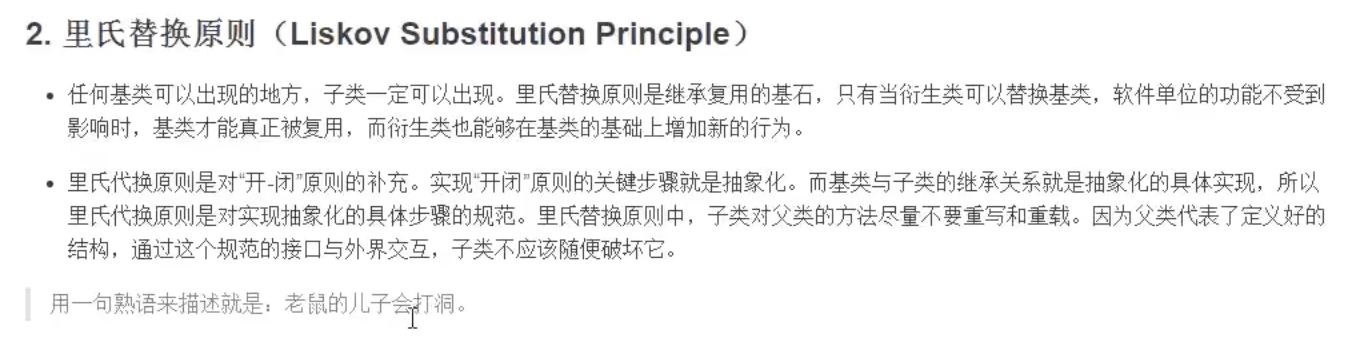 2. 里氏替换原则（Liskov Substitution Principle）
任何基类可以出现的地方，子类一定可以出现。里氏替换原则是继承复用的基石，只有当衍生类可以替换基类，软件单位的功能不受到
影响时，基类才能真正被复用，而衍生类也能够在基类的基础上增加新的行为。
里氏代换原则是对“开-闭”原则的补充。实现“开闭”原则的关键步骤就是抽象化。而基类与子类的继承关系就是抽象化的具体实现，所以
里氏代换原则是对实现抽象化的具体步骤的规范。里氏替换原则中，子类对父类的方法尽量不要重写和重载。因为父类代表了定义好的
结构，通过这个规范的接口与外界交互，子类不应该随便破坏它。
用一句熟语来描述就是：老鼠的儿子会打洞。